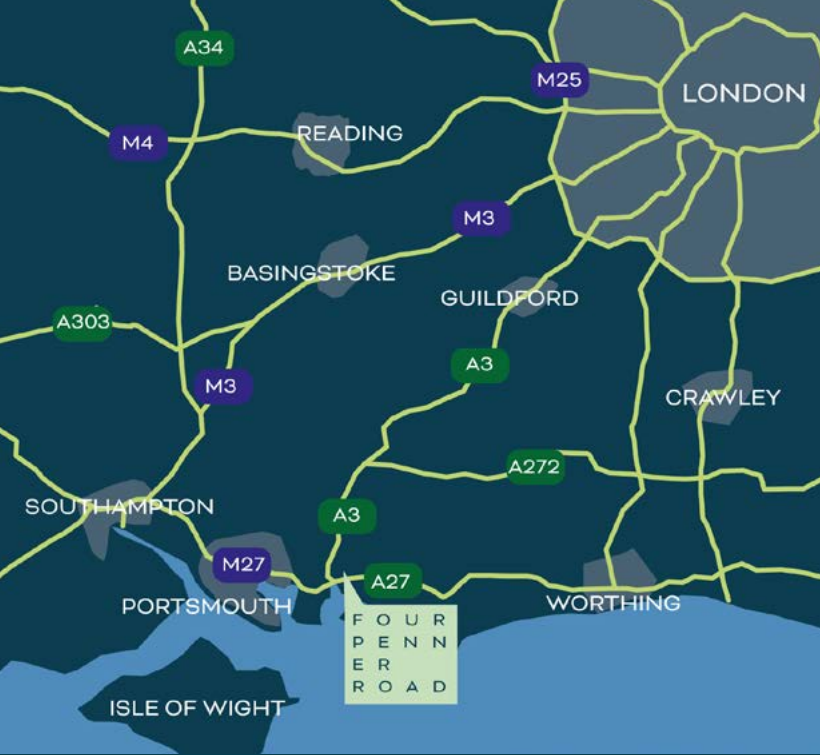 A34
M25
LONDON
M4
READING
M3
BASINGSTOKE
GUILDFORD
A303
A3
M3
CRAWLEY
A272
SOUTHAMPTON
A3
M27
A27
PORTSMOUTH
WORTHING
FOUR
PENN
ER
ROAD
ISLE OF WIGHT